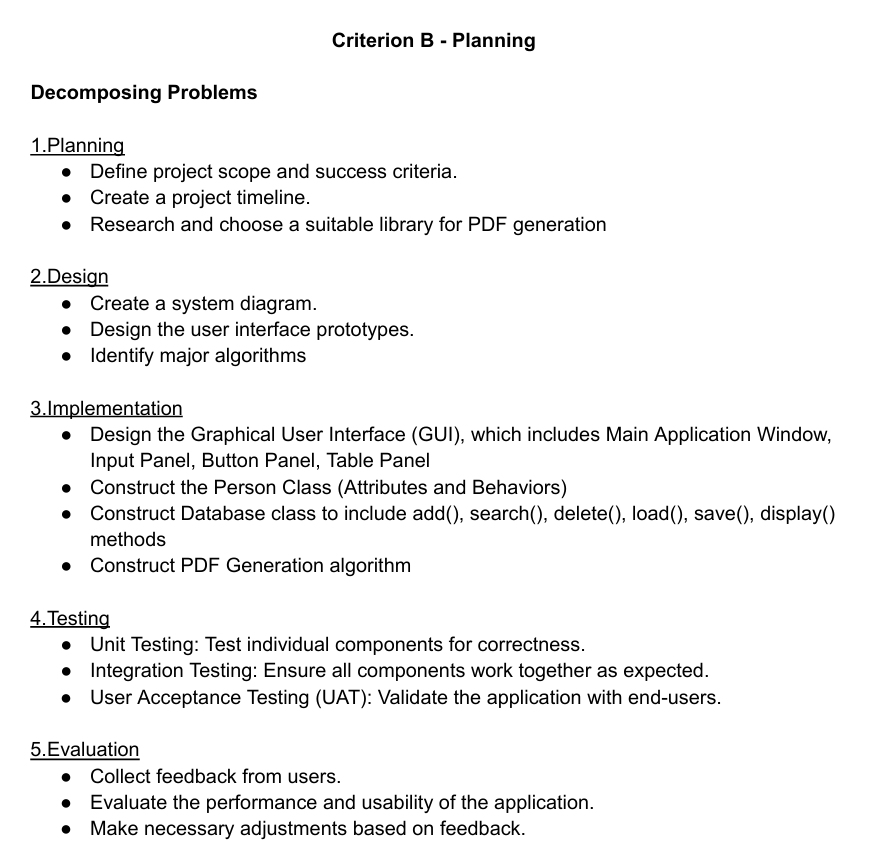 Criterion B - Planning
Decomposing Problems
1.Planning
● Define project scope and success criteria.
● Create a project timeline.
● Research and choose a suitable library for PDF generation
2.Design
● Create a system diagram.
● Design the user interface prototypes.
● Identify major algorithms
3.Implementation
● Design the Graphical User Interface (GUI), which includes Main Application Window,
Input Panel, Button Panel, Table Panel
● Construct the Person Class (Attributes and Behaviors)
● Construct Database class to include add(), search(), delete(), load(), save(), display()
methods
● Construct PDF Generation algorithm
4.Testing
● Unit Testing: Test individual components for correctness.
● Integration Testing: Ensure all components work together as expected.
● User Acceptance Testing (UAT): Validate the application with end-users.
5.Evaluation
● Collect feedback from users.
● Evaluate the performance and usability of the application.
● Make necessary adjustments based on feedback.